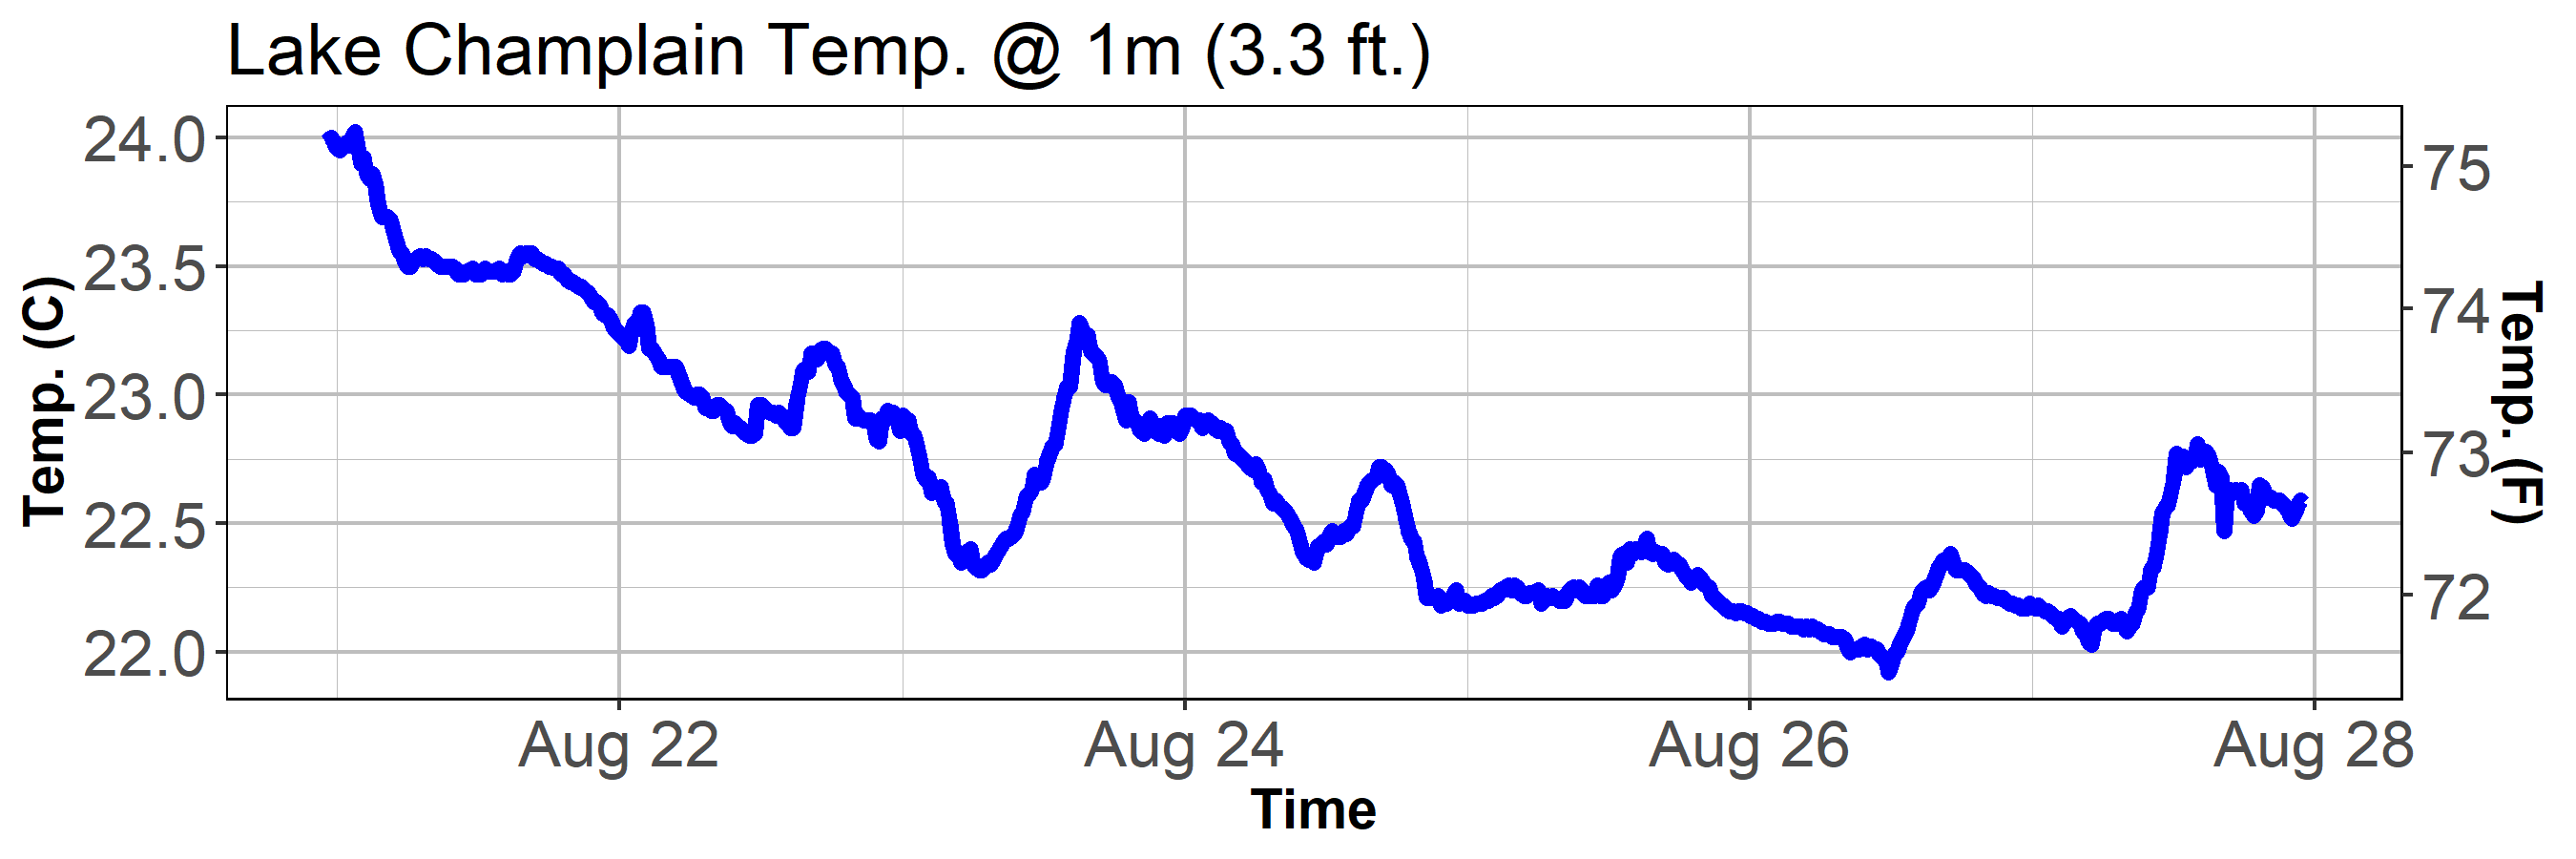 Lake Champlain Temp. @ 1m (3.3 ft.)
Temp. (C)
24.0
23.5
23.0
22.5
22.0
75
74
73
72
Temp. (F)
Aug 22
Aug 24
Aug 26
Aug 28
Time